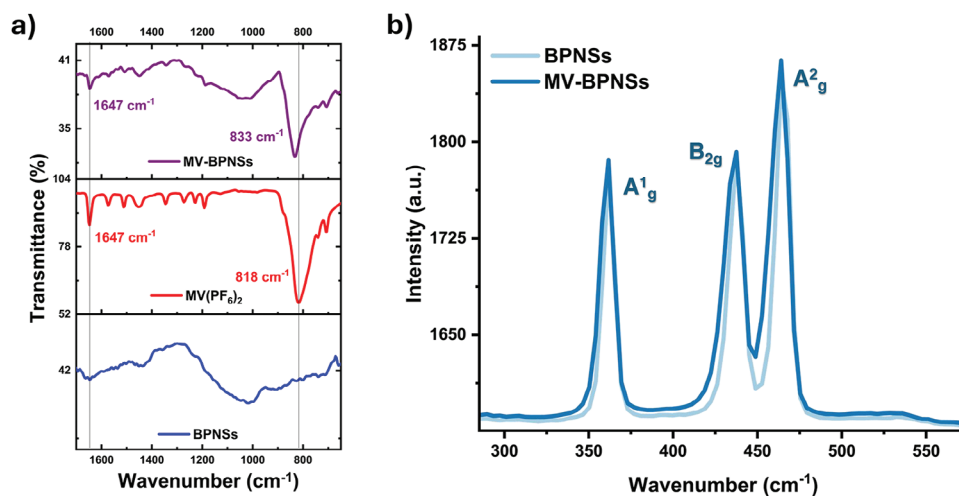 a)
1600 1400 1200 1000 800
41
35
1647 cm⁻¹
833 cm⁻¹
MV-BPNSs
104
78
52
1647 cm⁻¹
818 cm⁻¹
MV(PF₆)₂
42
BPNSs
1600 1400 1200 1000 800
Wavenumber (cm⁻¹)
Transmittance (%)
b)
1875
1800
1725
1650
BPNSs
MV-BPNSs
A¹g
B₂g
A²g
300 350 400 450 500 550
Wavenumber (cm⁻¹)
Intensity (a.u.)